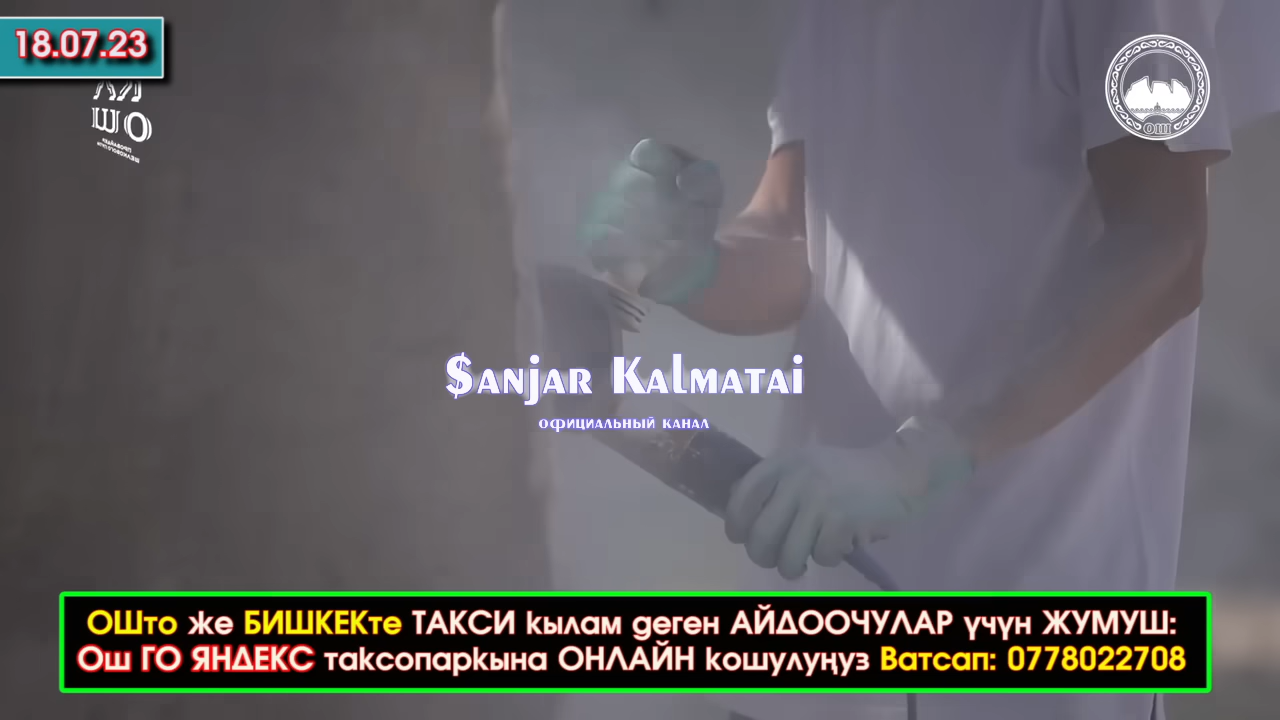 18.07.23
ОШ
$anjar Kalmatai
официальный канал
ОШто же БИШКЕКте ТАКСИ кылам деген АЙДООЧУЛАР үчүн ЖУМУШ:
Ош ГО ЯНДЕКС таксопаркына ОНЛАЙН кошулуңуз Ватсап: 0778022708